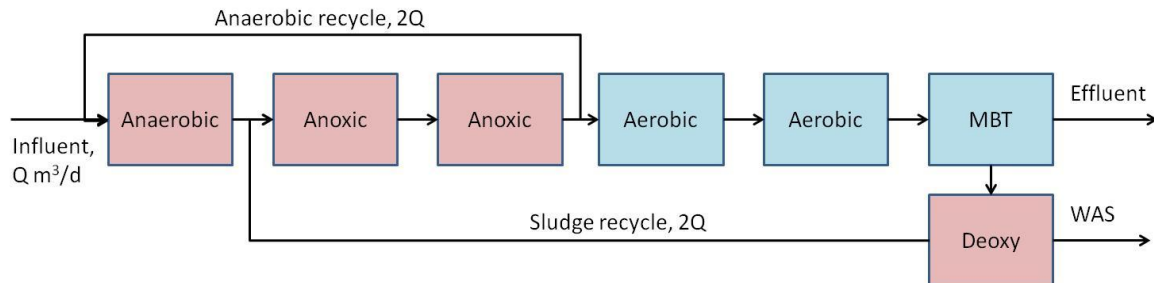 Anaerobic recycle, 2Q
Anaerobic
Anoxic
Anoxic
Aerobic
Aerobic
MBT
Effluent
Influent,
Q m³/d
Sludge recycle, 2Q
Deoxy
WAS